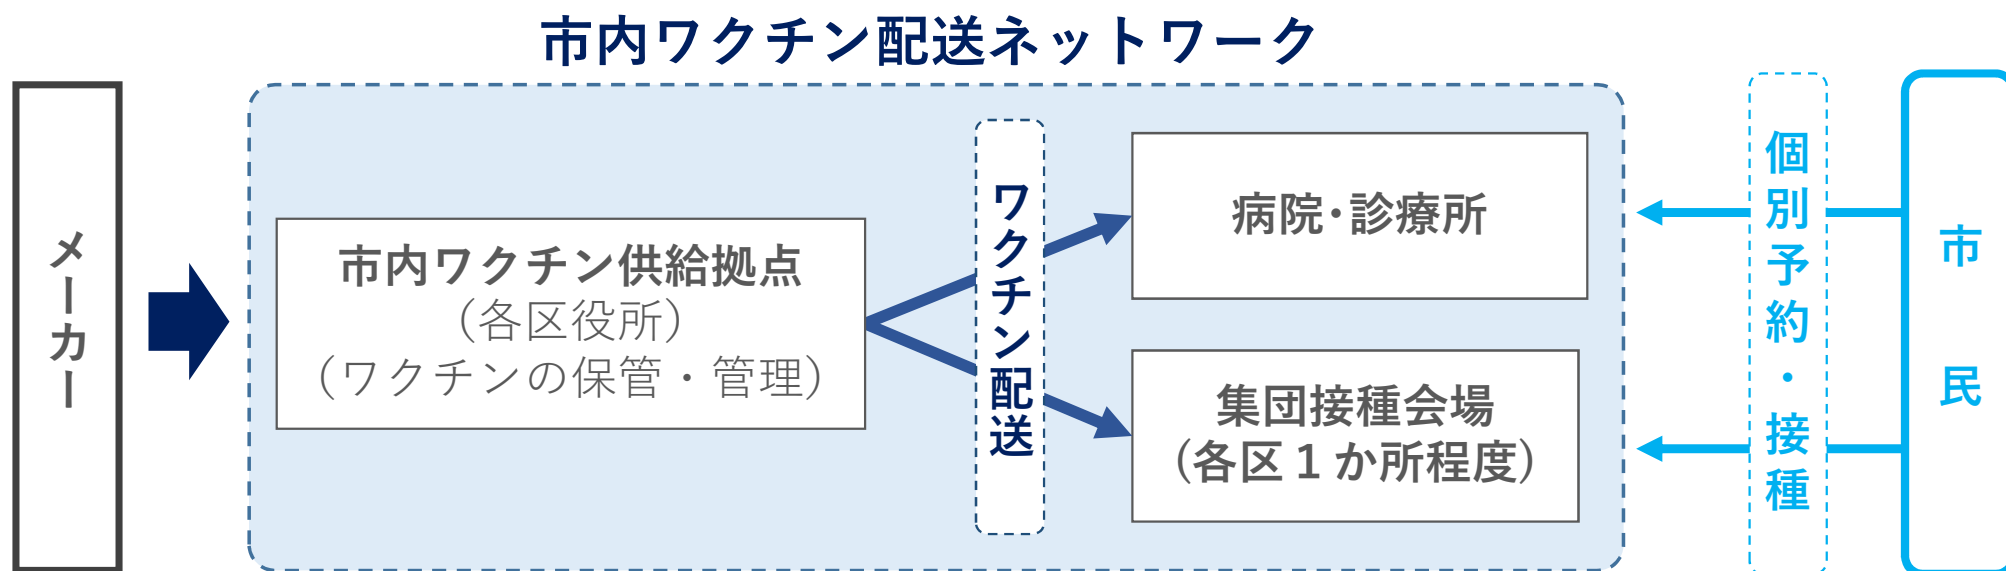 市内ワクチン配送ネットワーク
メーカー
市内ワクチン供給拠点
（各区役所）
（ワクチンの保管・管理）
ワクチン配送
病院・診療所
集団接種会場
（各区１か所程度）
個別予約・接種
市民